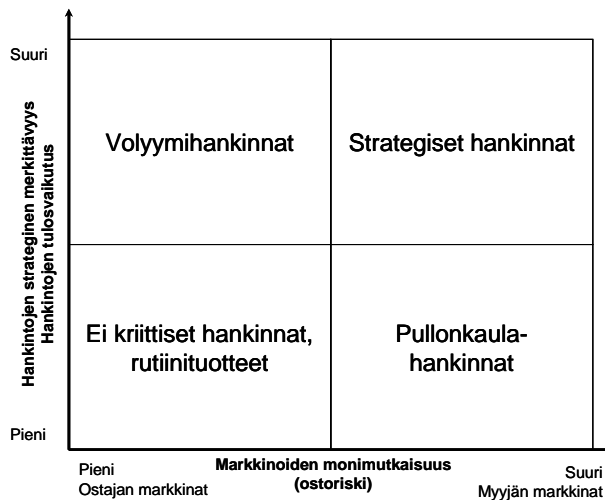 Suuri
Hankintojen strateginen merkittävyys
Hankintojen tulosvaikutus
Volyymihankinnat
Strategiset hankinnat
Ei kriittiset hankinnat,
rutiinituotteet
Pullonkaula-
hankinnat
Pieni
Pieni
Ostajan markkinat
Markkinoiden monimutkaisuus
(ostoriski)
Suuri
Myyjän markkinat